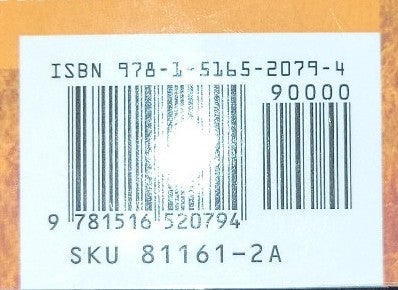 ISBN 978-1-5165-2079-4
90000
9 781516 520794
SKU 81161-2A